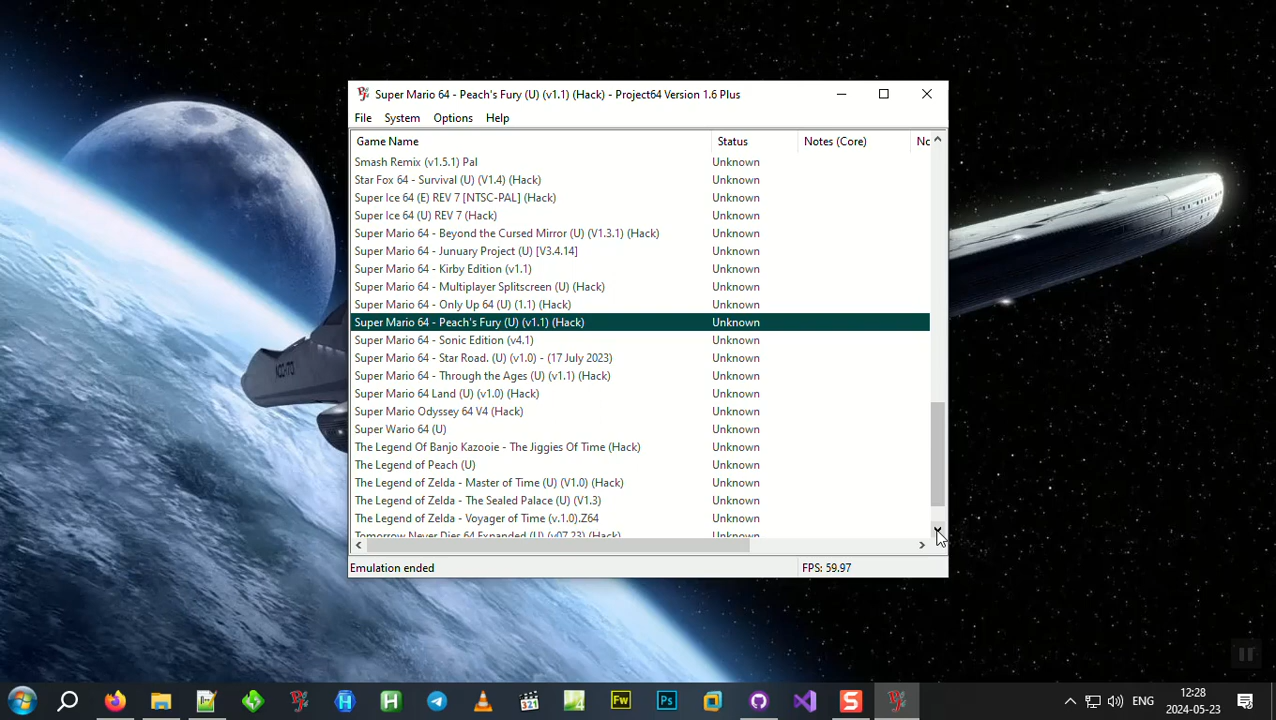 Super Mario 64 - Peach's Fury (U) (v1.1) (Hack) - Project64 Version 1.6 Plus
File System Options Help
Game Name Status Notes (Core) No
Smash Remix (v1.5.1) Pal Unknown
Star Fox 64 - Survival (U) (V1.4) (Hack) Unknown
Super Ice 64 (E) REV 7 [NTSC-PAL] (Hack) Unknown
Super Ice 64 (U) REV 7 (Hack) Unknown
Super Mario 64 - Beyond the Cursed Mirror (U) (V1.3.1) (Hack) Unknown
Super Mario 64 - Junuary Project (U) [V3.4.14] Unknown
Super Mario 64 - Kirby Edition (v1.1) Unknown
Super Mario 64 - Multiplayer Splitscreen (U) (Hack) Unknown
Super Mario 64 - Only Up 64 (U) (1.1) (Hack) Unknown
Super Mario 64 - Peach's Fury (U) (v1.1) (Hack) Unknown
Super Mario 64 - Sonic Edition (v4.1) Unknown
Super Mario 64 - Star Road. (U) (v1.0) - (17 July 2023) Unknown
Super Mario 64 - Through the Ages (U) (v1.1) (Hack) Unknown
Super Mario 64 Land (U) (v1.0) (Hack) Unknown
Super Mario Odyssey 64 V4 (Hack) Unknown
Super Wario 64 (U) Unknown
The Legend Of Banjo Kazooie - The Jiggies Of Time (Hack) Unknown
The Legend of Peach (U) Unknown
The Legend of Zelda - Master of Time (U) (V1.0) (Hack) Unknown
The Legend of Zelda - The Sealed Palace (U) (V1.3) Unknown
The Legend of Zelda - Voyager of Time (v.1.0).Z64 Unknown
Tomorrow Never Dies 64 Expanded (U) (v07.23) (Hack) Unknown
Emulation ended FPS: 59.97
ENG 12:28
2024-05-23